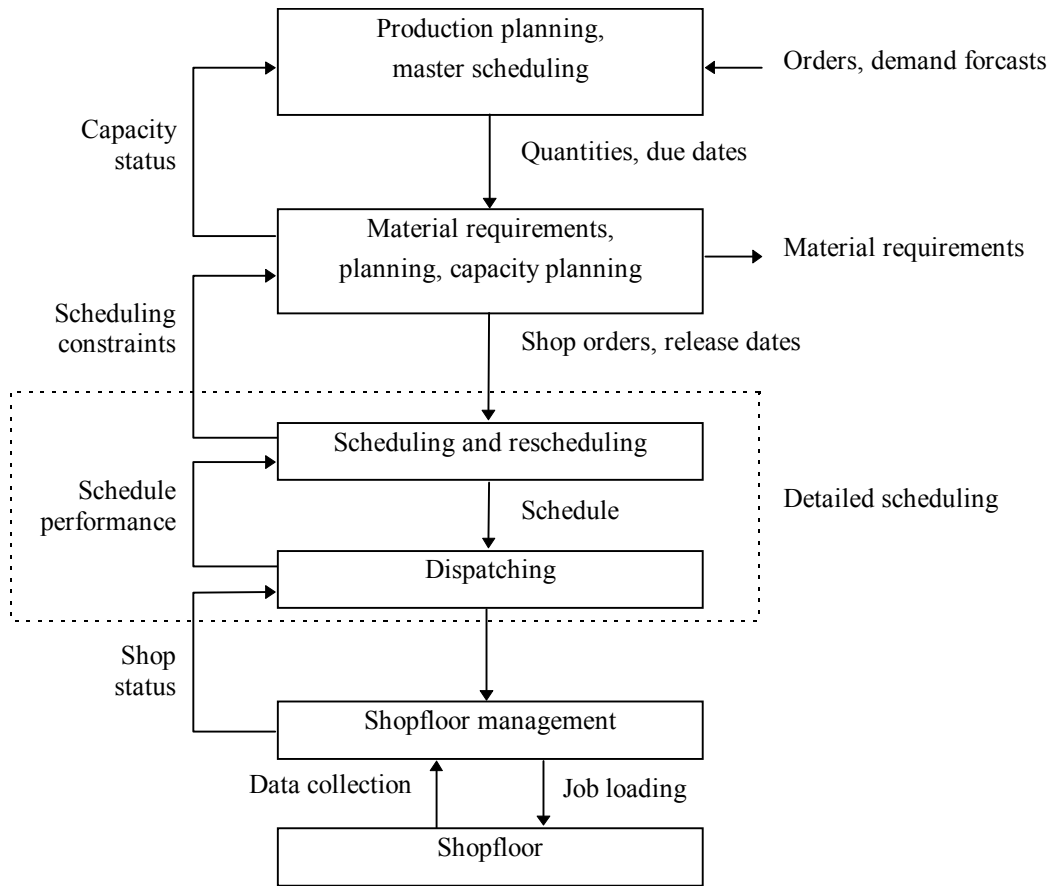 Production planning,
master scheduling
Orders, demand forcasts
Capacity
status
Quantities, due dates
Material requirements,
planning, capacity planning
Material requirements
Scheduling
constraints
Shop orders, release dates
Scheduling and rescheduling
Schedule
performance
Schedule
Detailed scheduling
Dispatching
Shop
status
Shopfloor management
Data collection
Job loading
Shopfloor